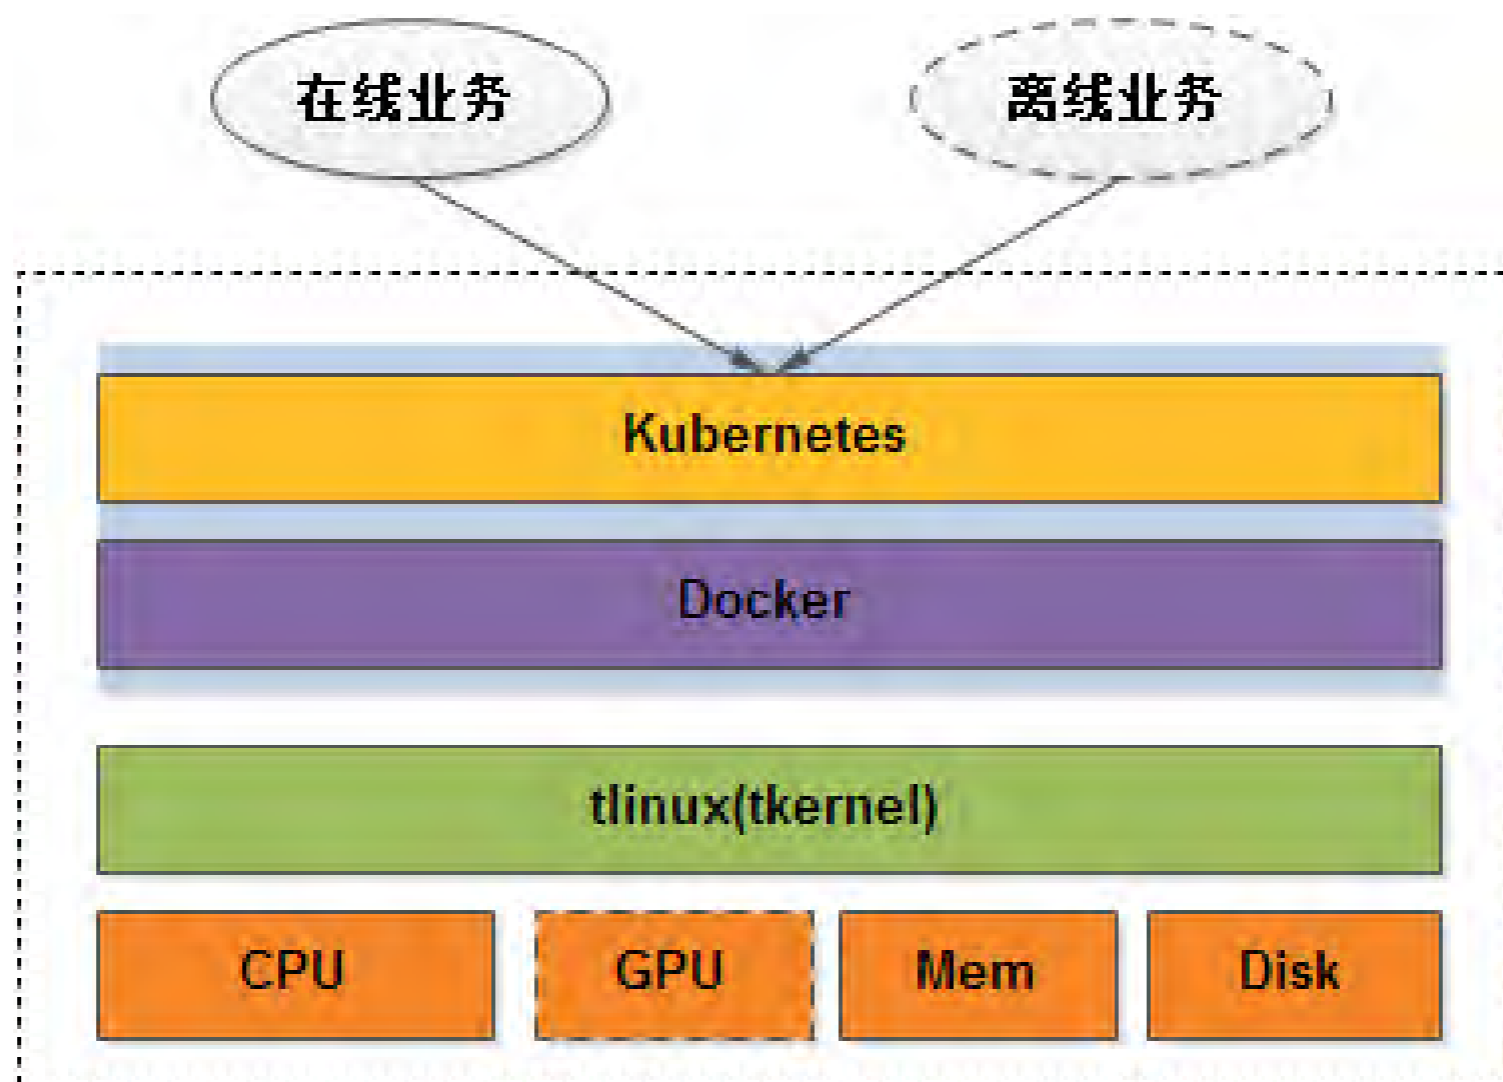 在线业务
离线业务
Kubernetes
Docker
tlinux(tkernel)
CPU
GPU
Mem
Disk